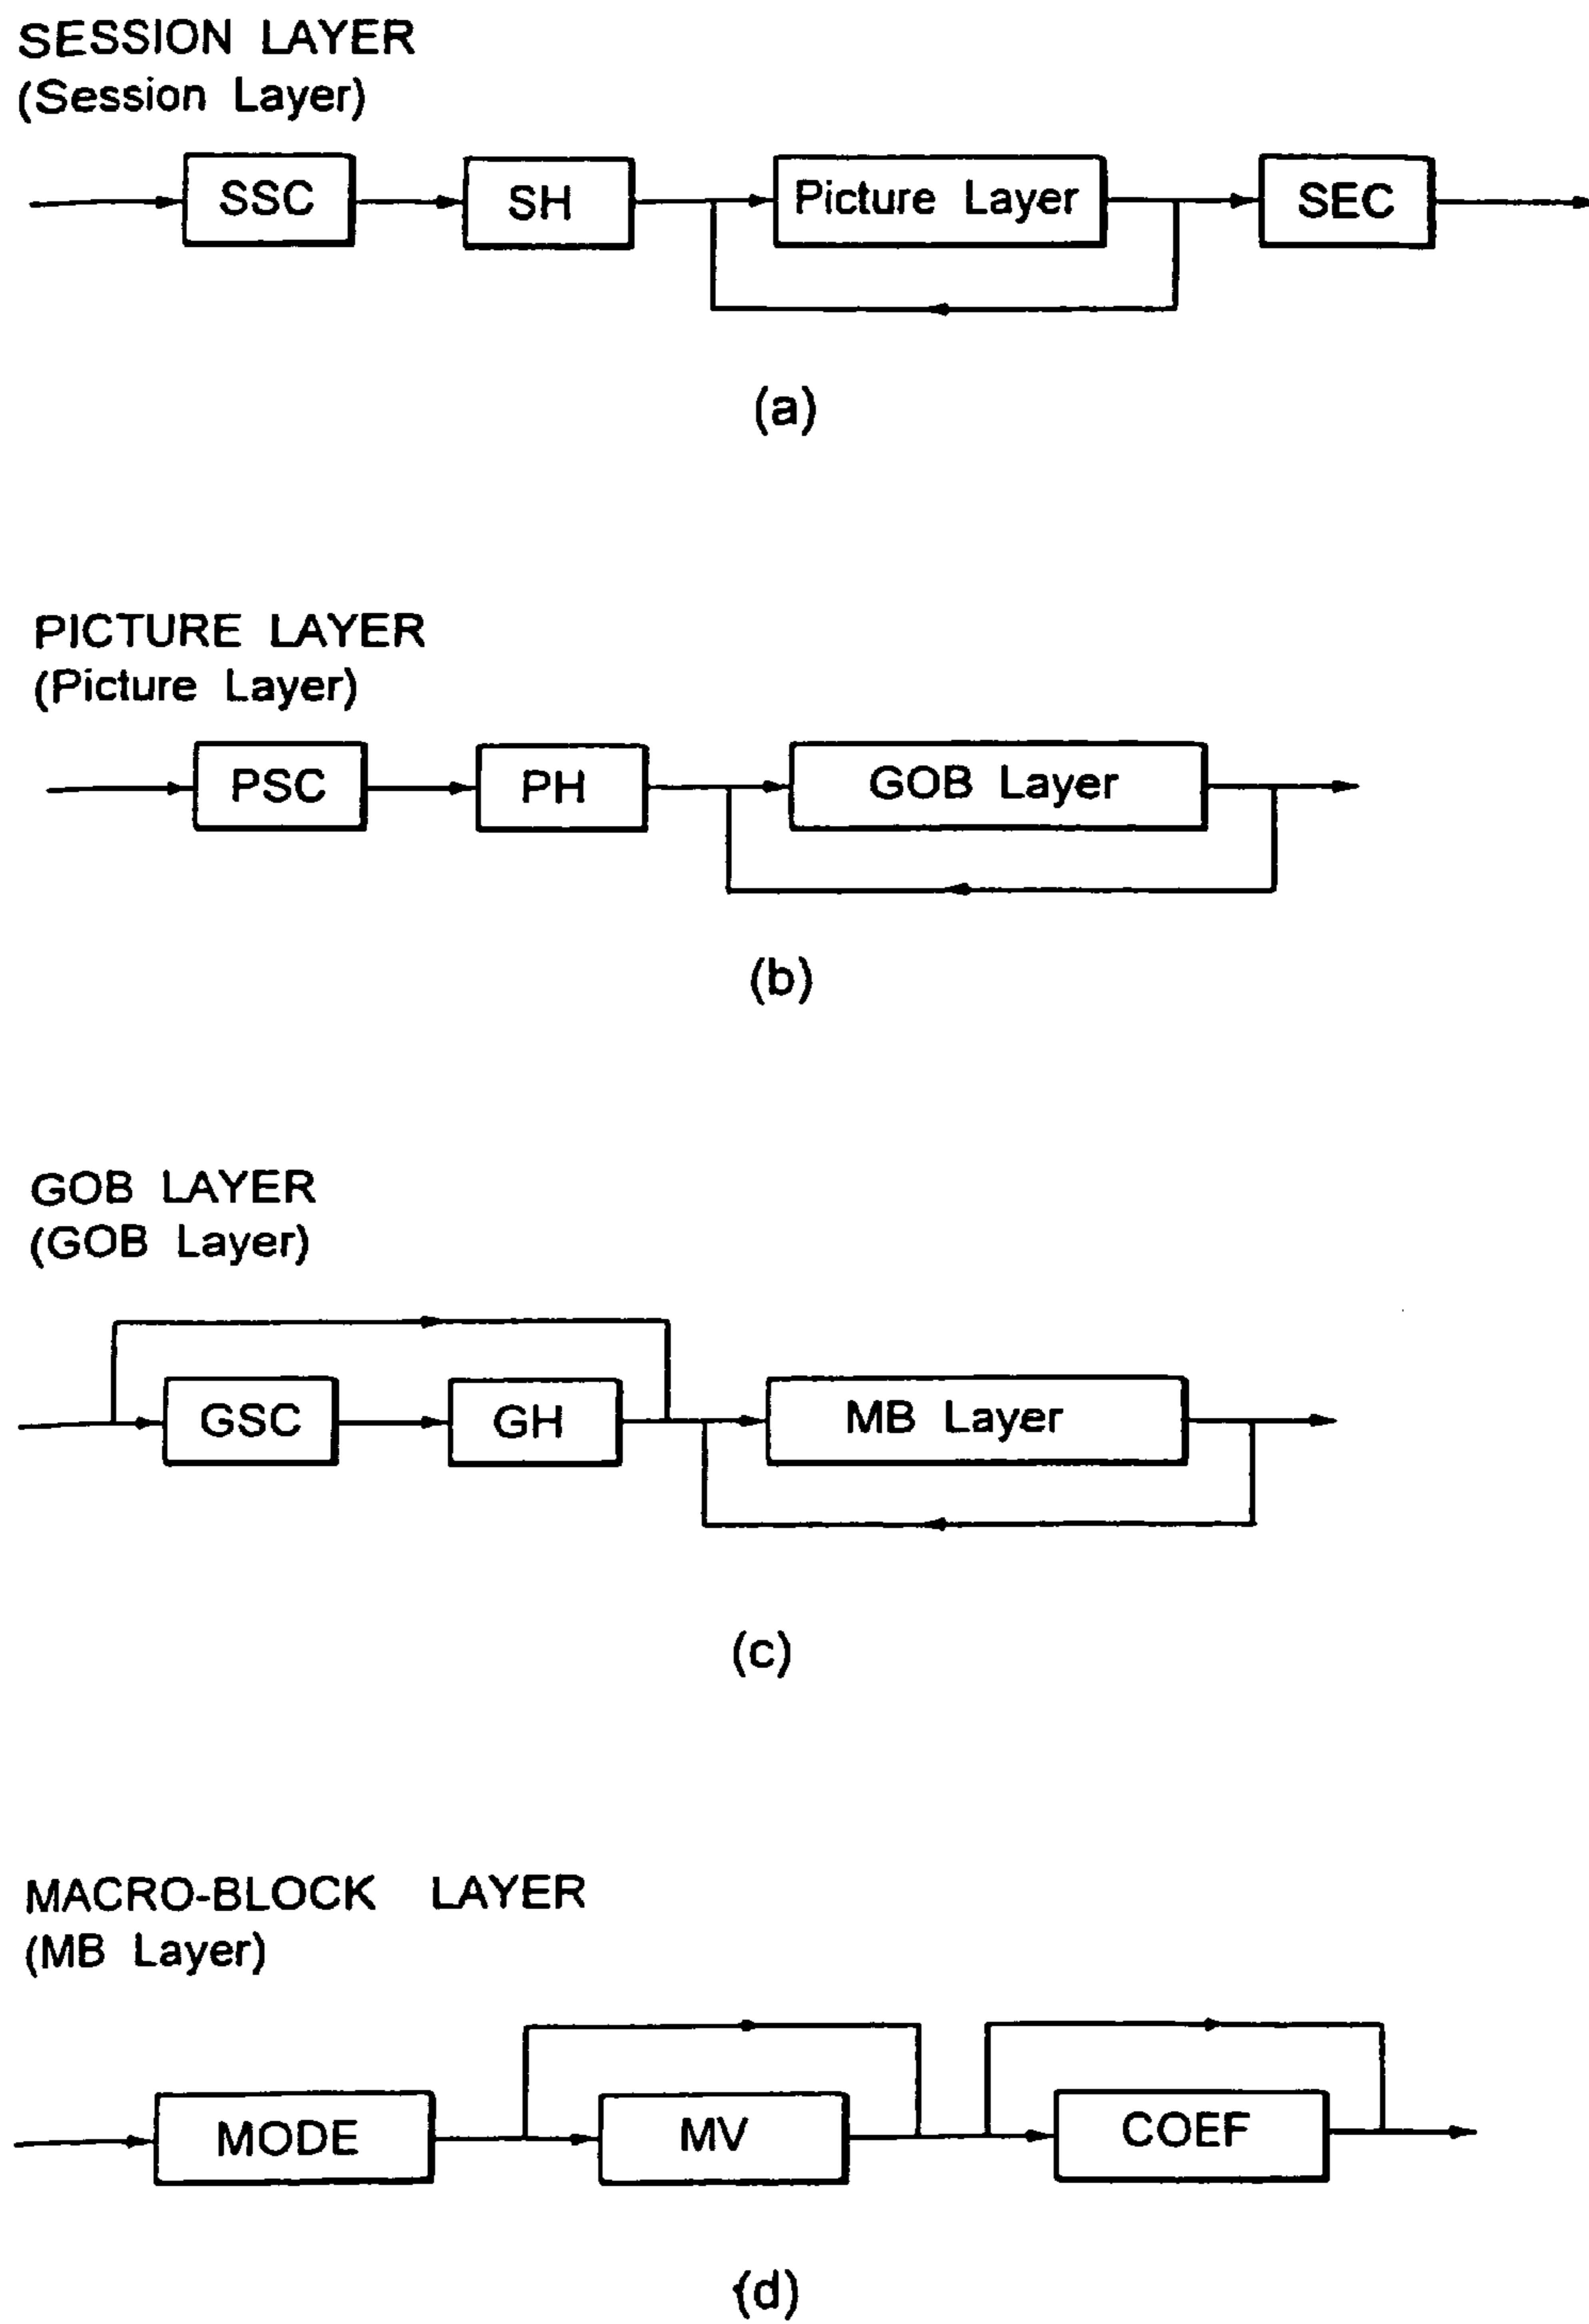 SESSION LAYER
(Session Layer)
SSC SH Picture Layer SEC
(a)
PICTURE LAYER
(Picture Layer)
PSC PH GOB Layer
(b)
GOB LAYER
(GOB Layer)
GSC GH MB Layer
(c)
MACRO-BLOCK LAYER
(MB Layer)
MODE MV COEF
(d)